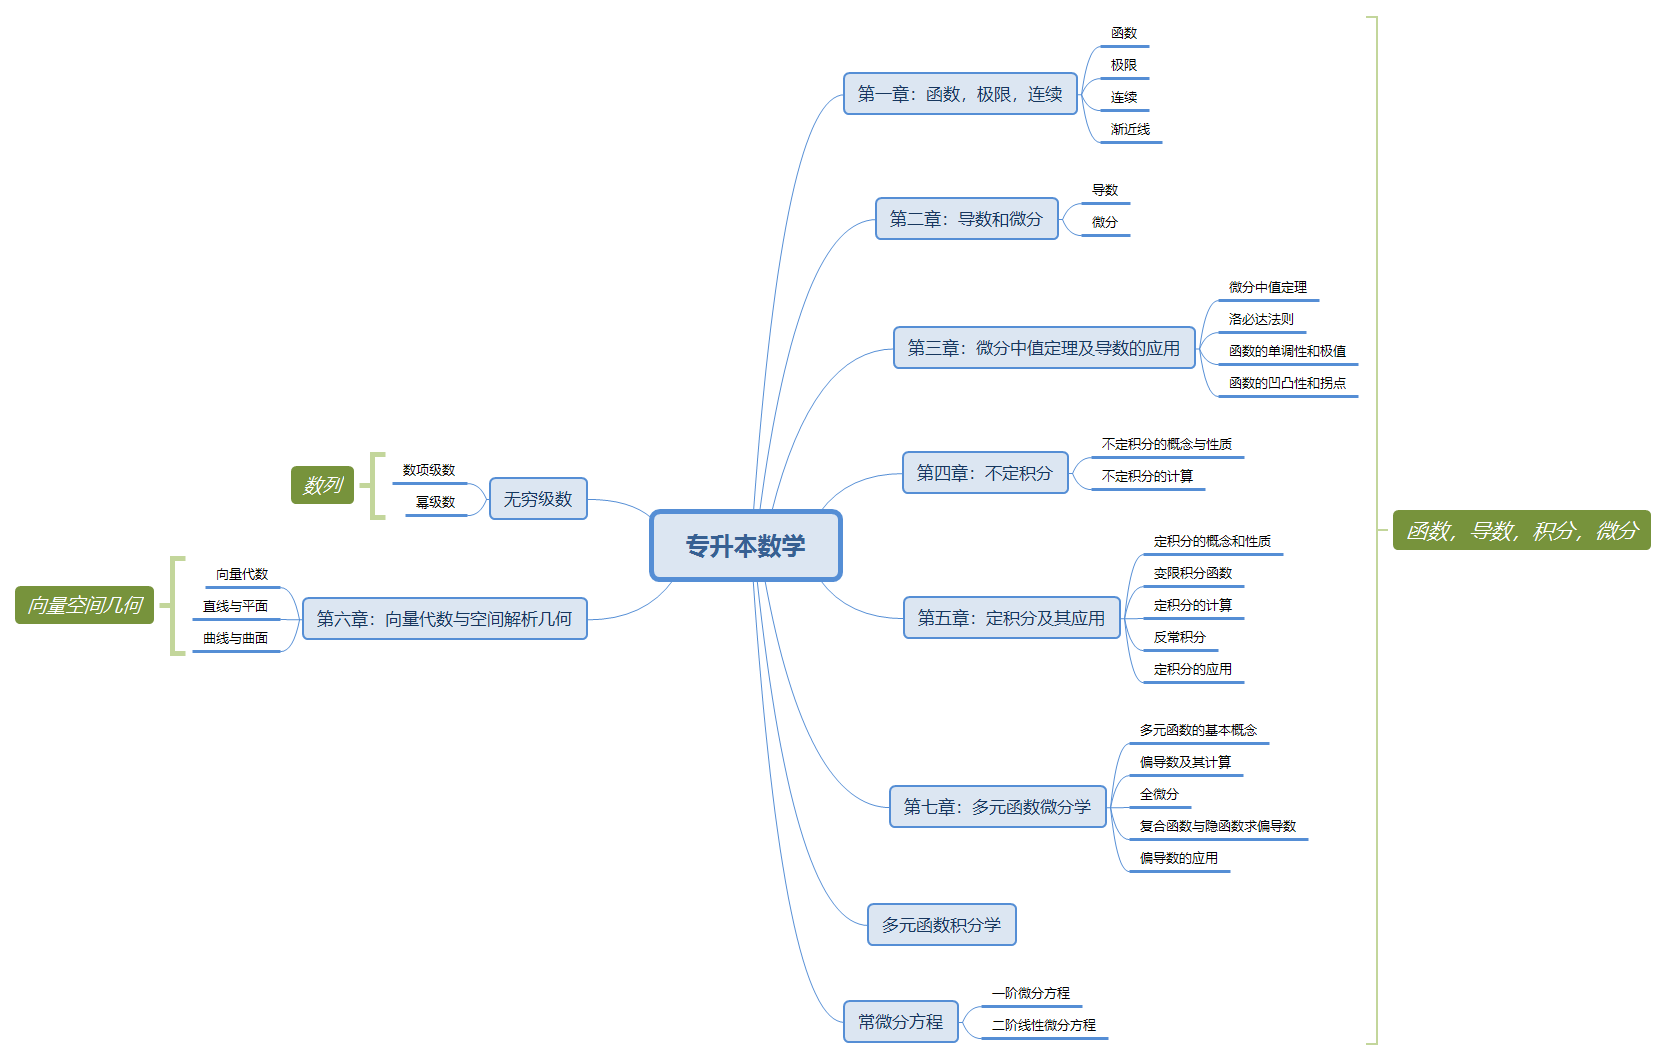 专升本数学
第一章：函数，极限，连续
函数
极限
连续
渐近线
第二章：导数和微分
导数
微分
第三章：微分中值定理及导数的应用
微分中值定理
洛必达法则
函数的单调性和极值
函数的凹凸性和拐点
第四章：不定积分
不定积分的概念与性质
不定积分的计算
第五章：定积分及其应用
定积分的概念和性质
变限积分函数
定积分的计算
反常积分
定积分的应用
第七章：多元函数微分学
多元函数的基本概念
偏导数及其计算
全微分
复合函数与隐函数求偏导数
偏导数的应用
多元函数积分学
常微分方程
一阶微分方程
二阶线性微分方程
函数，导数，积分，微分
无穷级数
数项级数
幂级数
数列
第六章：向量代数与空间解析几何
向量代数
直线与平面
曲线与曲面
向量空间几何